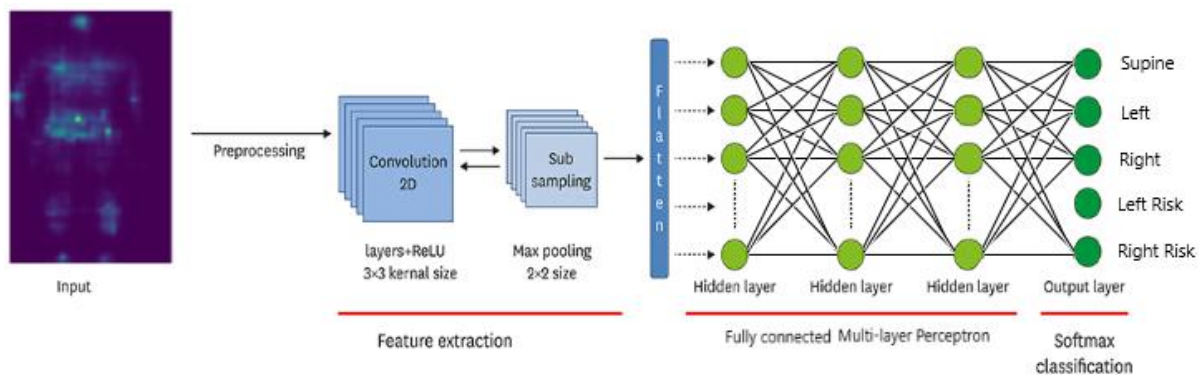 Input
Preprocessing
Convolution
2D
layers+ReLU
3×3 kernal size
Sub
sampling
Max pooling
2×2 size
Feature extraction
Flatten
Hidden layer
Hidden layer
Hidden layer
Output layer
Supine
Left
Right
Left Risk
Right Risk
Fully connected Multi-layer Perceptron
Softmax
classification